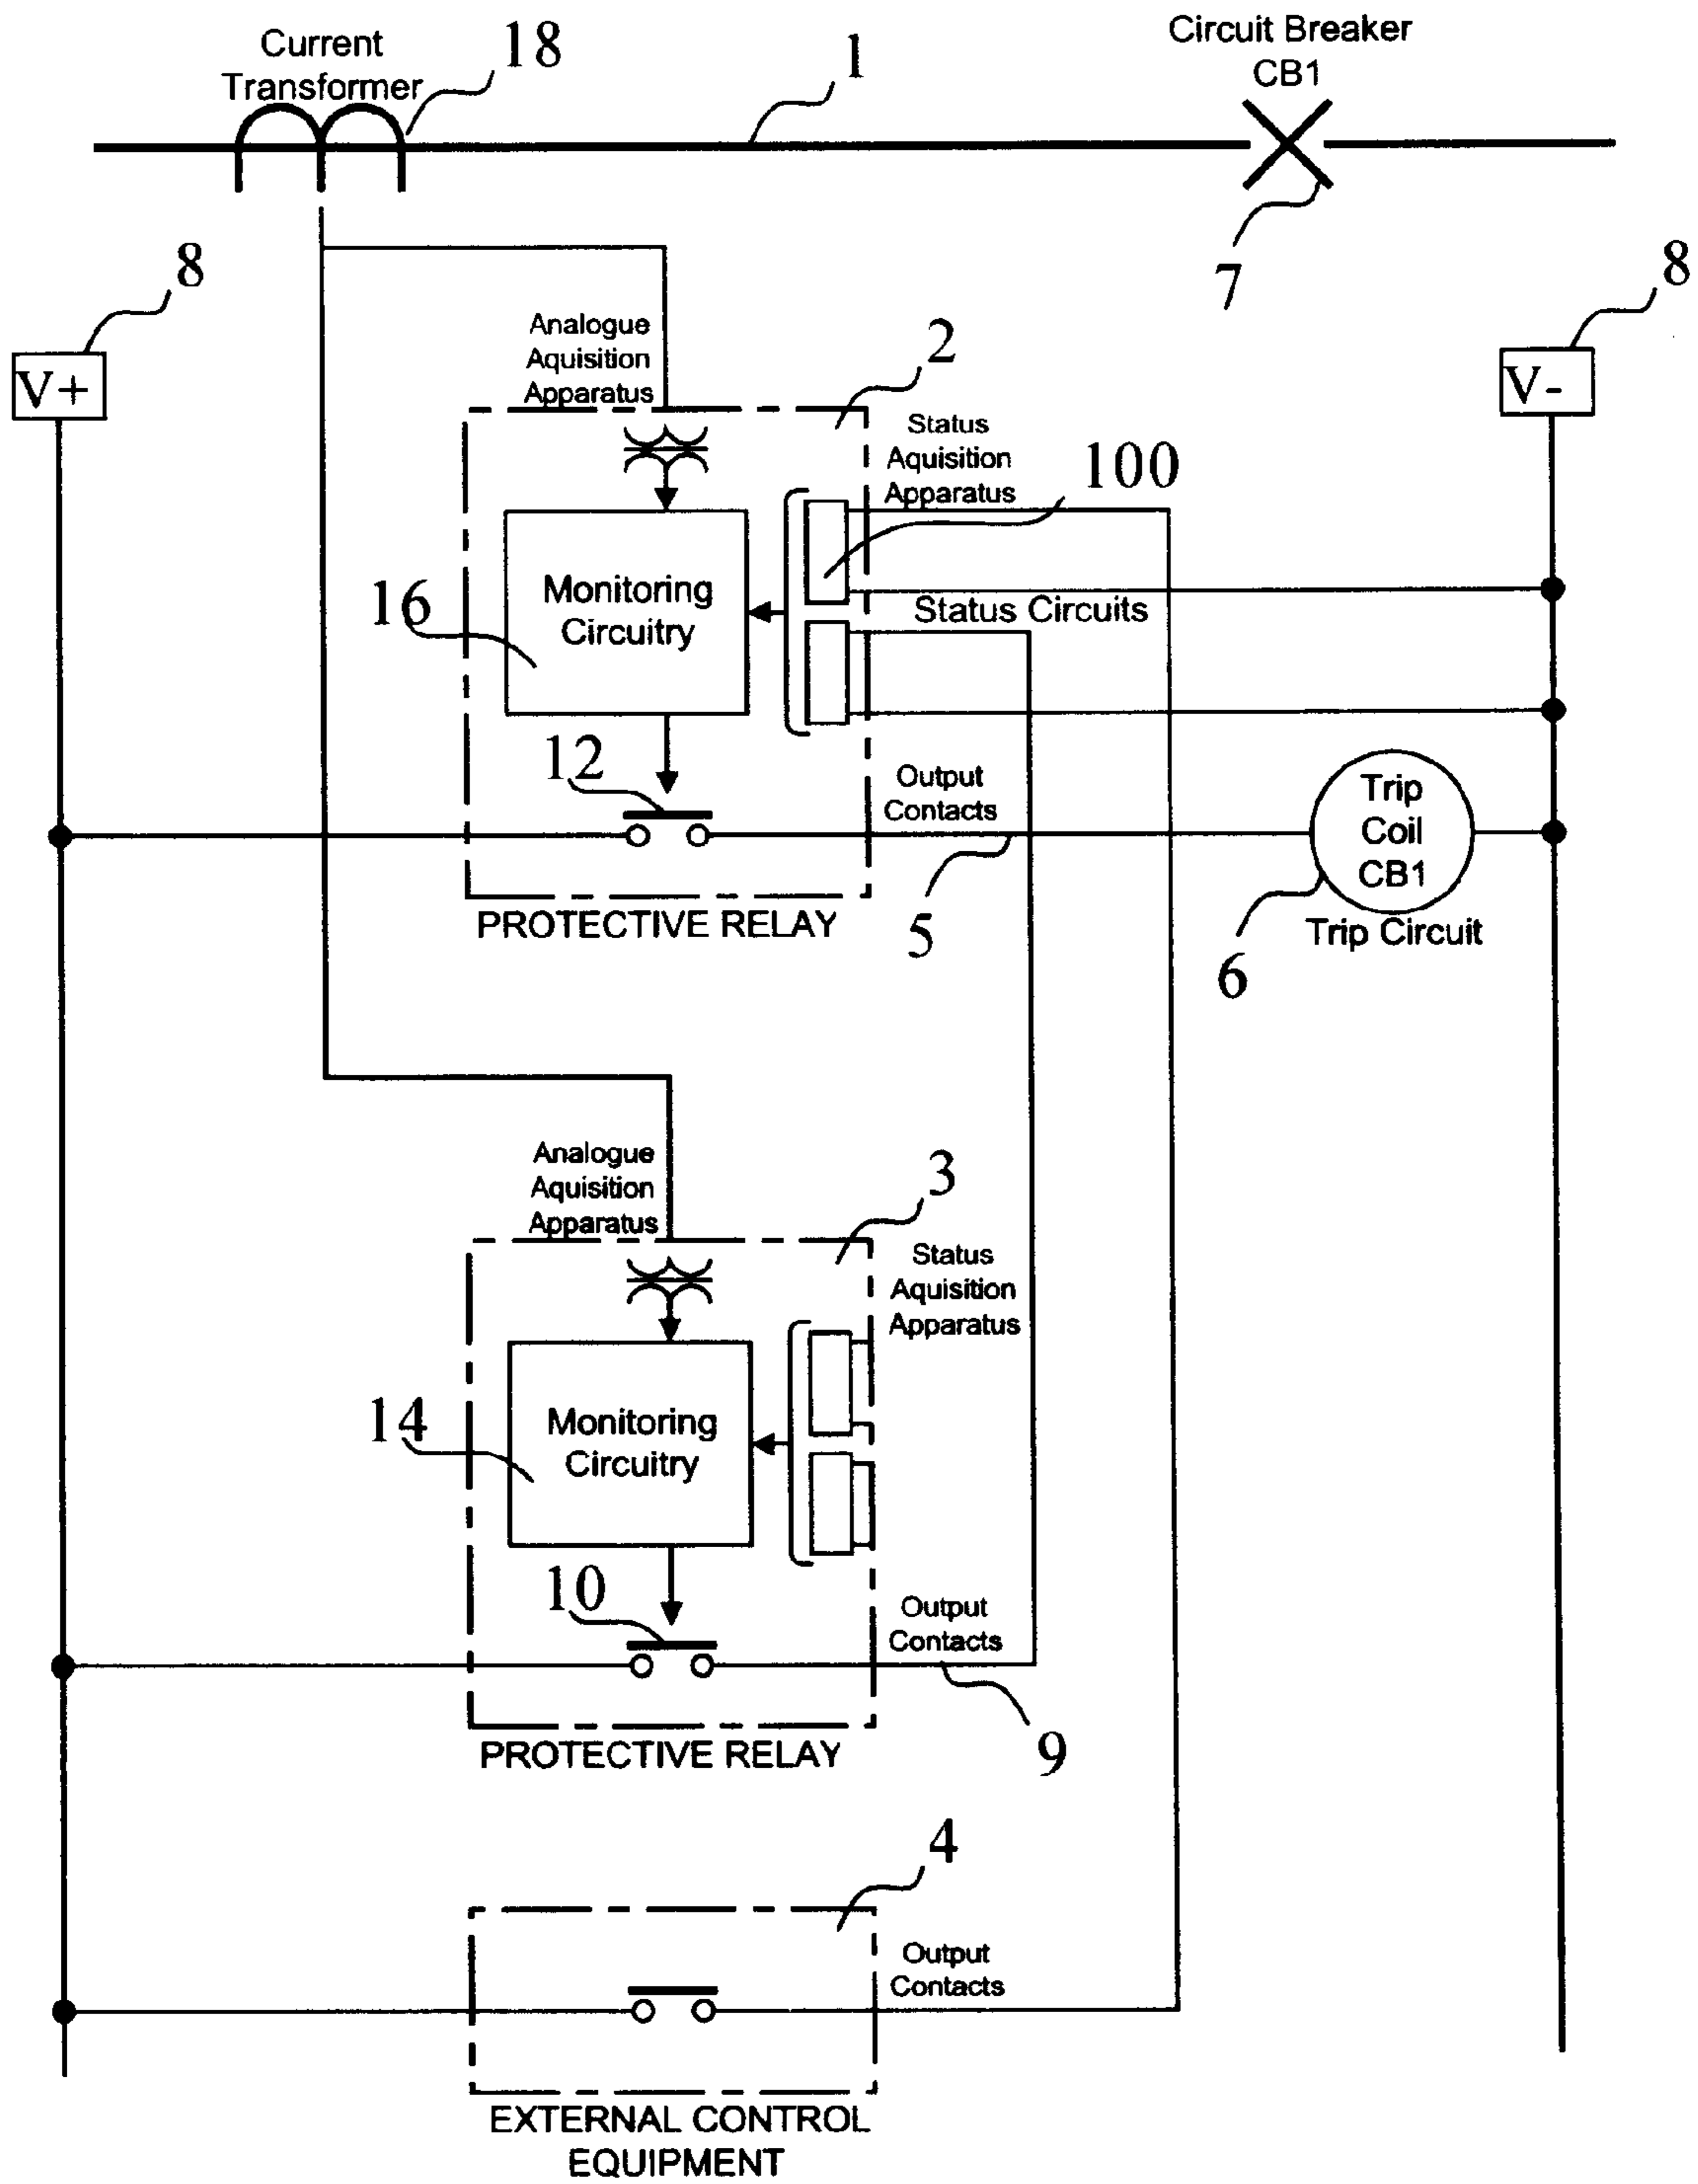 Current
Transformer
18
1
Circuit Breaker
CB1
7
8
8
V+
V-
Analogue
Aquisition
Apparatus
2
Status
Aquisition
Apparatus
100
Monitoring
Circuitry
16
Status Circuits
12
Output
Contacts
5
Trip
Coil
CB1
6
Trip Circuit
PROTECTIVE RELAY
Analogue
Aquisition
Apparatus
3
Status
Aquisition
Apparatus
Monitoring
Circuitry
14
10
Output
Contacts
9
PROTECTIVE RELAY
4
Output
Contacts
EXTERNAL CONTROL
EQUIPMENT